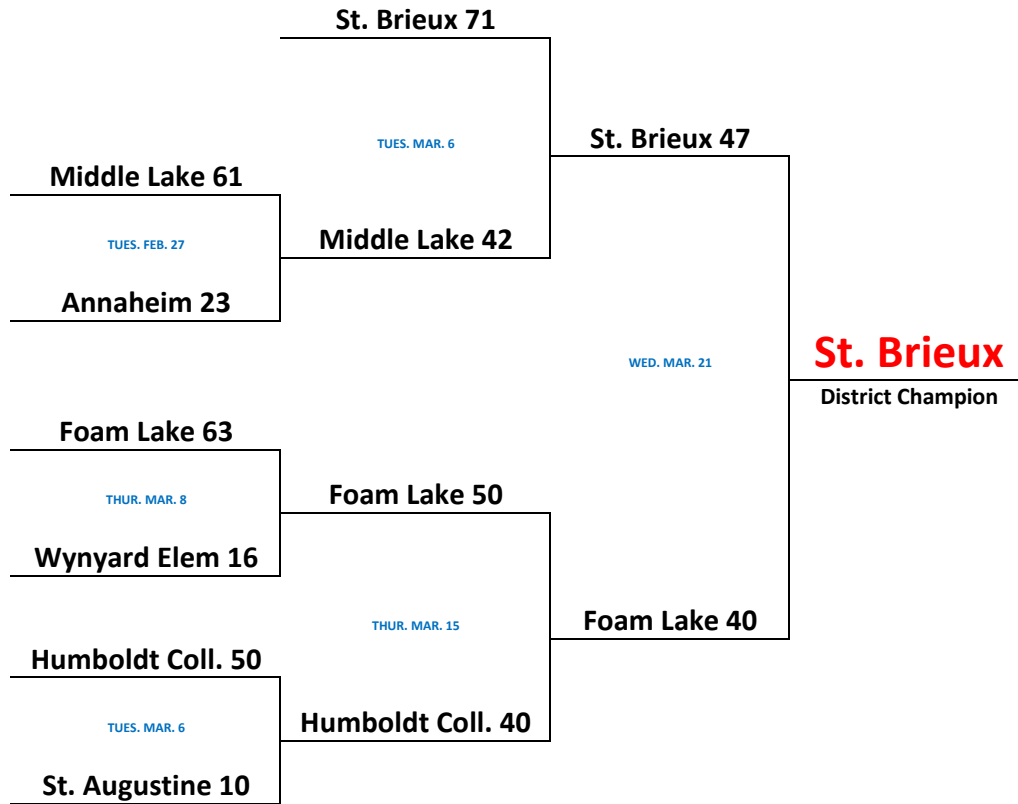 St. Brieux 71
TUES. MAR. 6
St. Brieux 47
Middle Lake 61
TUES. FEB. 27
Middle Lake 42
Annaheim 23
WED. MAR. 21
St. Brieux
District Champion
Foam Lake 63
THUR. MAR. 8
Foam Lake 50
Wynyard Elem 16
THUR. MAR. 15
Foam Lake 40
Humboldt Coll. 50
TUES. MAR. 6
Humboldt Coll. 40
St. Augustine 10